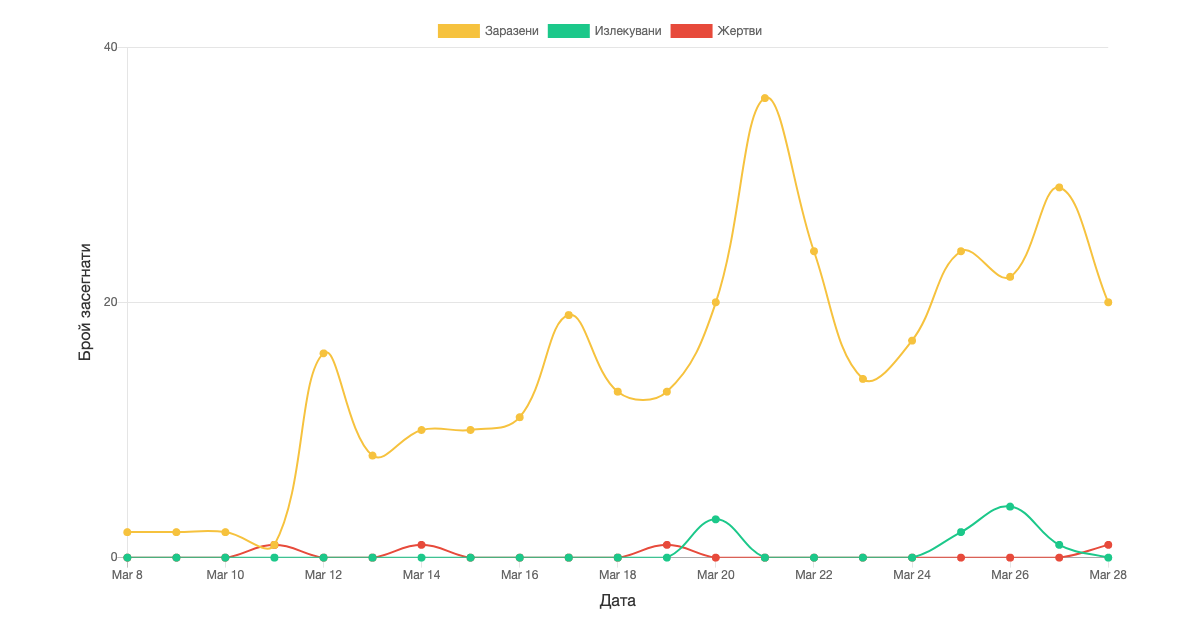 Заразени Излекувани Жертви
40
20
0
Брой засегнати
Mar 8 Mar 10 Mar 12 Mar 14 Mar 16 Mar 18 Mar 20 Mar 22 Mar 24 Mar 26 Mar 28
Дата